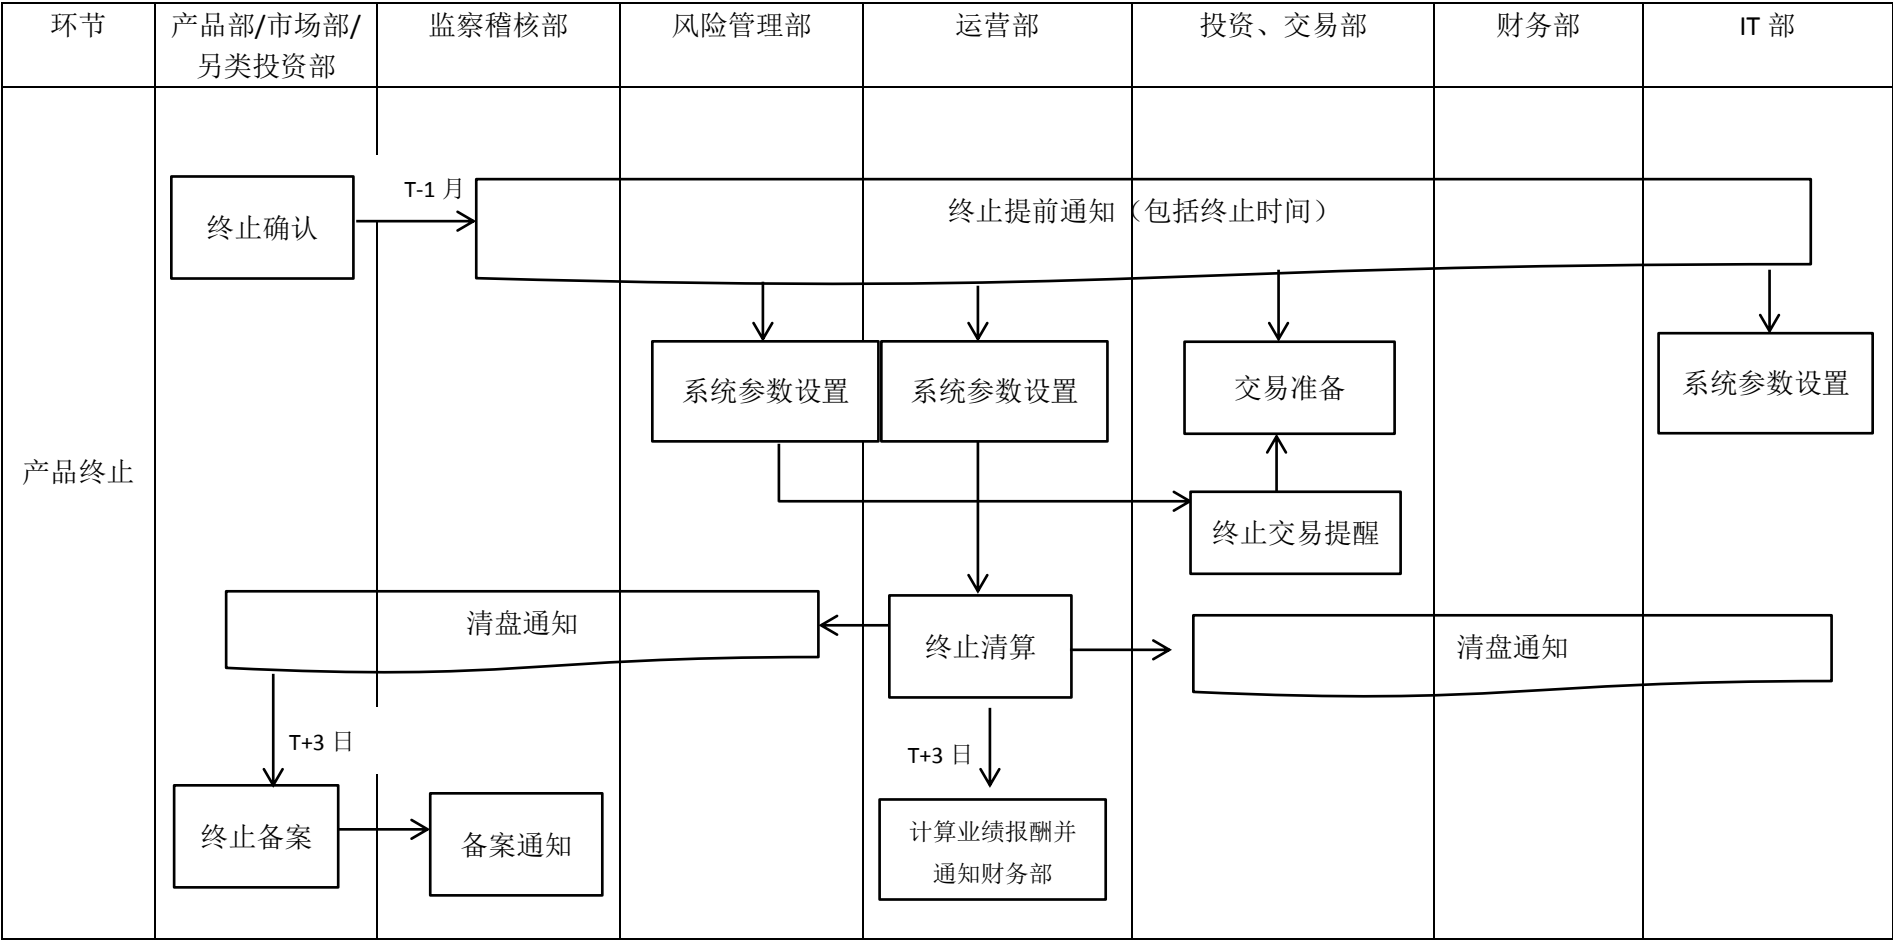 环节
产品部/市场部/
另类投资部
监察稽核部
风险管理部
运营部
投资、交易部
财务部
IT 部
产品终止
终止确认
T-1 月
终止提前通知（包括终止时间）
系统参数设置
系统参数设置
交易准备
系统参数设置
终止交易提醒
清盘通知
终止清算
清盘通知
T+3 日
T+3 日
终止备案
备案通知
计算业绩报酬并
通知财务部